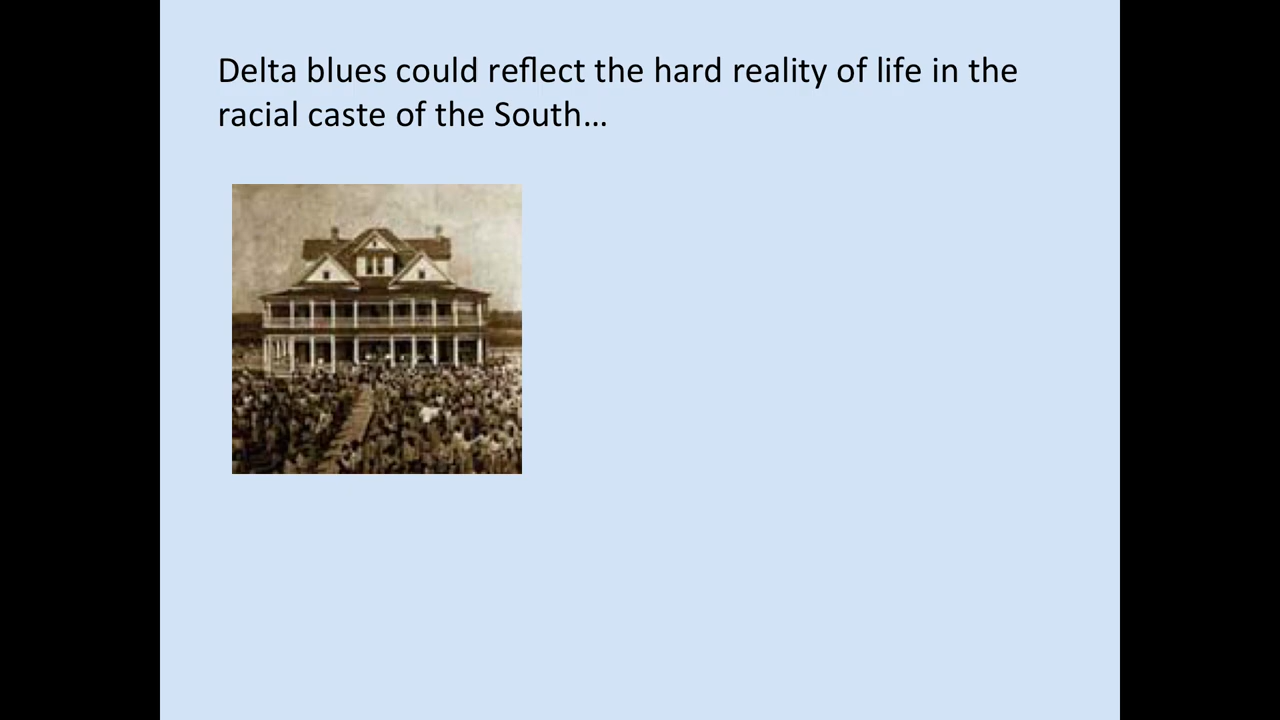 Delta blues could reflect the hard reality of life in the
racial caste of the South…